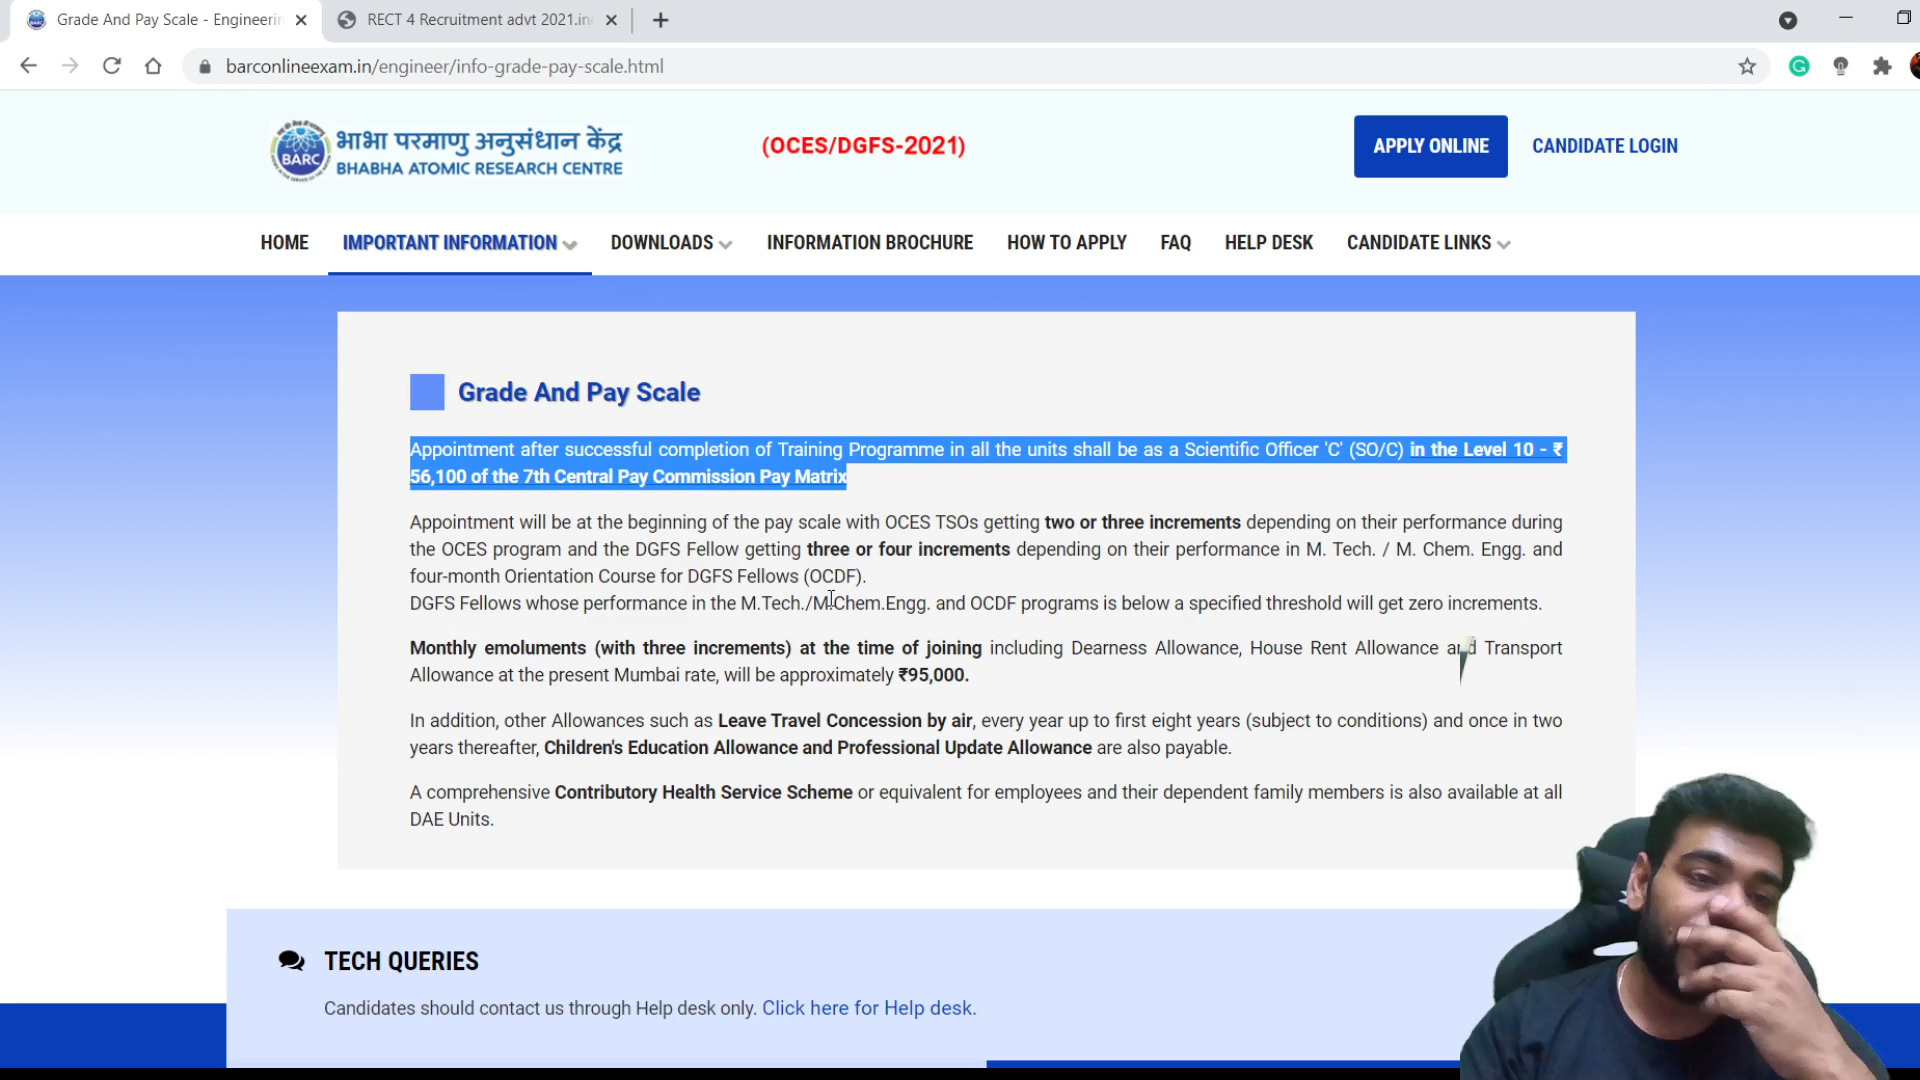 Grade And Pay Scale - Engineerin
RECT 4 Recruitment advt 2021.in
barconlineexam.in/engineer/info-grade-pay-scale.html
भाभा परमाणु अनुसंधान केंद्र
BARC
BHABHA ATOMIC RESEARCH CENTRE
(OCES/DGFS-2021)
APPLY ONLINE
CANDIDATE LOGIN
HOME IMPORTANT INFORMATION DOWNLOADS INFORMATION BROCHURE HOW TO APPLY FAQ HELP DESK CANDIDATE LINKS
Grade And Pay Scale
Appointment after successful completion of Training Programme in all the units shall be as a Scientific Officer 'C' (SO/C) in the Level 10 - ₹
56,100 of the 7th Central Pay Commission Pay Matrix
Appointment will be at the beginning of the pay scale with OCES TSOs getting two or three increments depending on their performance during
the OCES program and the DGFS Fellow getting three or four increments depending on their performance in M. Tech. / M. Chem. Engg. and
four-month Orientation Course for DGFS Fellows (OCDF).
DGFS Fellows whose performance in the M.Tech./M.Chem.Engg. and OCDF programs is below a specified threshold will get zero increments.
Monthly emoluments (with three increments) at the time of joining including Dearness Allowance, House Rent Allowance and Transport
Allowance at the present Mumbai rate, will be approximately ₹95,000.
In addition, other Allowances such as Leave Travel Concession by air, every year up to first eight years (subject to conditions) and once in two
years thereafter, Children's Education Allowance and Professional Update Allowance are also payable.
A comprehensive Contributory Health Service Scheme or equivalent for employees and their dependent family members is also available at all
DAE Units.
TECH QUERIES
Candidates should contact us through Help desk only. Click here for Help desk.